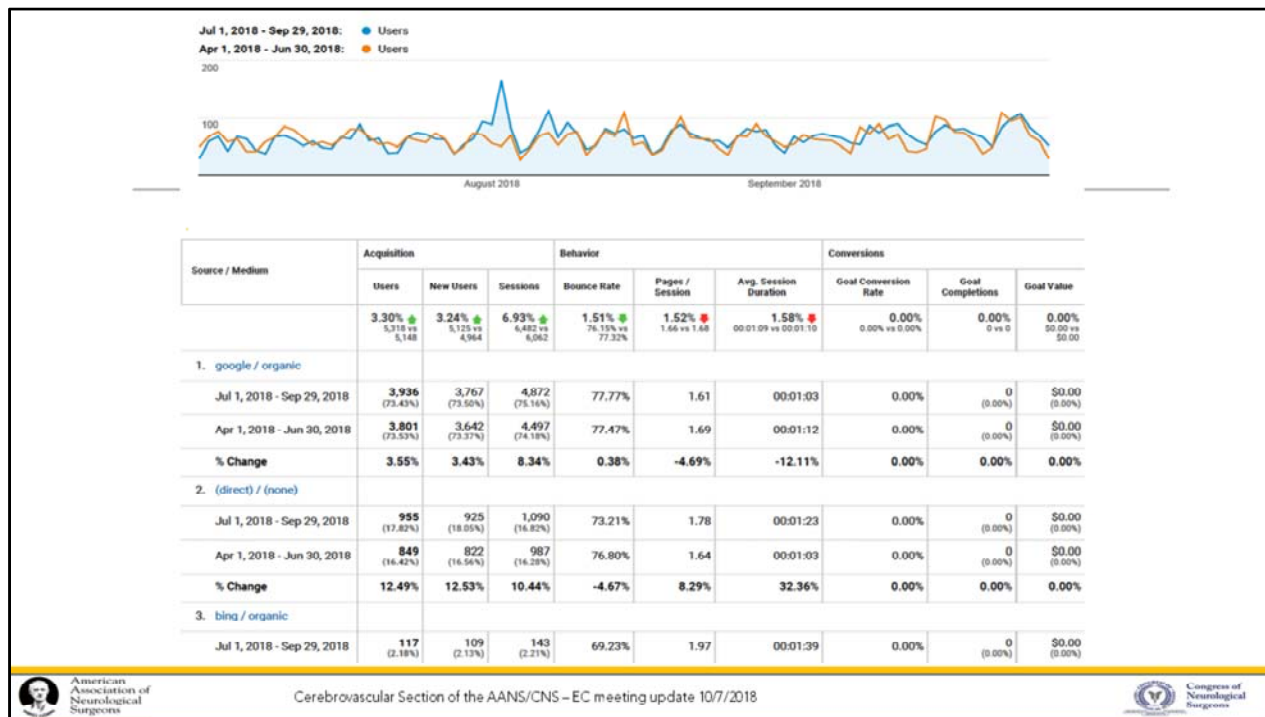 Jul 1, 2018 - Sep 29, 2018: Users
Apr 1, 2018 - Jun 30, 2018: Users
200
100
August 2018 September 2018
Source / Medium Acquisition Behavior Conversions
Users New Users Sessions Bounce Rate Pages / Session Avg. Session Duration Goal Conversion Rate Goal Completions Goal Value
3.30% 3.24% 6.93% 1.51% 1.52% 1.58% 0.00% 0.00% 0.00%
5,318 vs 5,148 5,125 vs 4,964 6,482 vs 6,062 76.15% vs 77.32% 1.66 vs 1.68 00:01:09 vs 00:01:10 0.00% vs 0.00% 0 vs 0 $0.00 vs $0.00
1. google / organic
Jul 1, 2018 - Sep 29, 2018 3,936 3,767 4,872 77.77% 1.61 00:01:03 0.00% 0 $0.00
(73.43%) (73.50%) (75.16%) (0.00%) (0.00%)
Apr 1, 2018 - Jun 30, 2018 3,801 3,642 4,497 77.47% 1.69 00:01:12 0.00% 0 $0.00
(73.53%) (73.37%) (74.18%) (0.00%) (0.00%)
% Change 3.55% 3.43% 8.34% 0.38% -4.69% -12.11% 0.00% 0.00% 0.00%
2. (direct) / (none)
Jul 1, 2018 - Sep 29, 2018 955 925 1,090 73.21% 1.78 00:01:23 0.00% 0 $0.00
(17.82%) (18.05%) (16.82%) (0.00%) (0.00%)
Apr 1, 2018 - Jun 30, 2018 849 822 987 76.80% 1.64 00:01:03 0.00% 0 $0.00
(16.42%) (16.56%) (16.28%) (0.00%) (0.00%)
% Change 12.49% 12.53% 10.44% -4.67% 8.29% 32.36% 0.00% 0.00% 0.00%
3. bing / organic
Jul 1, 2018 - Sep 29, 2018 117 109 143 69.23% 1.97 00:01:39 0.00% 0 $0.00
(2.18%) (2.13%) (2.21%) (0.00%) (0.00%)
American
Association of
Neurological
Surgeons
Cerebrovascular Section of the AANS/CNS – EC meeting update 10/7/2018
Congress of
Neurological
Surgeons